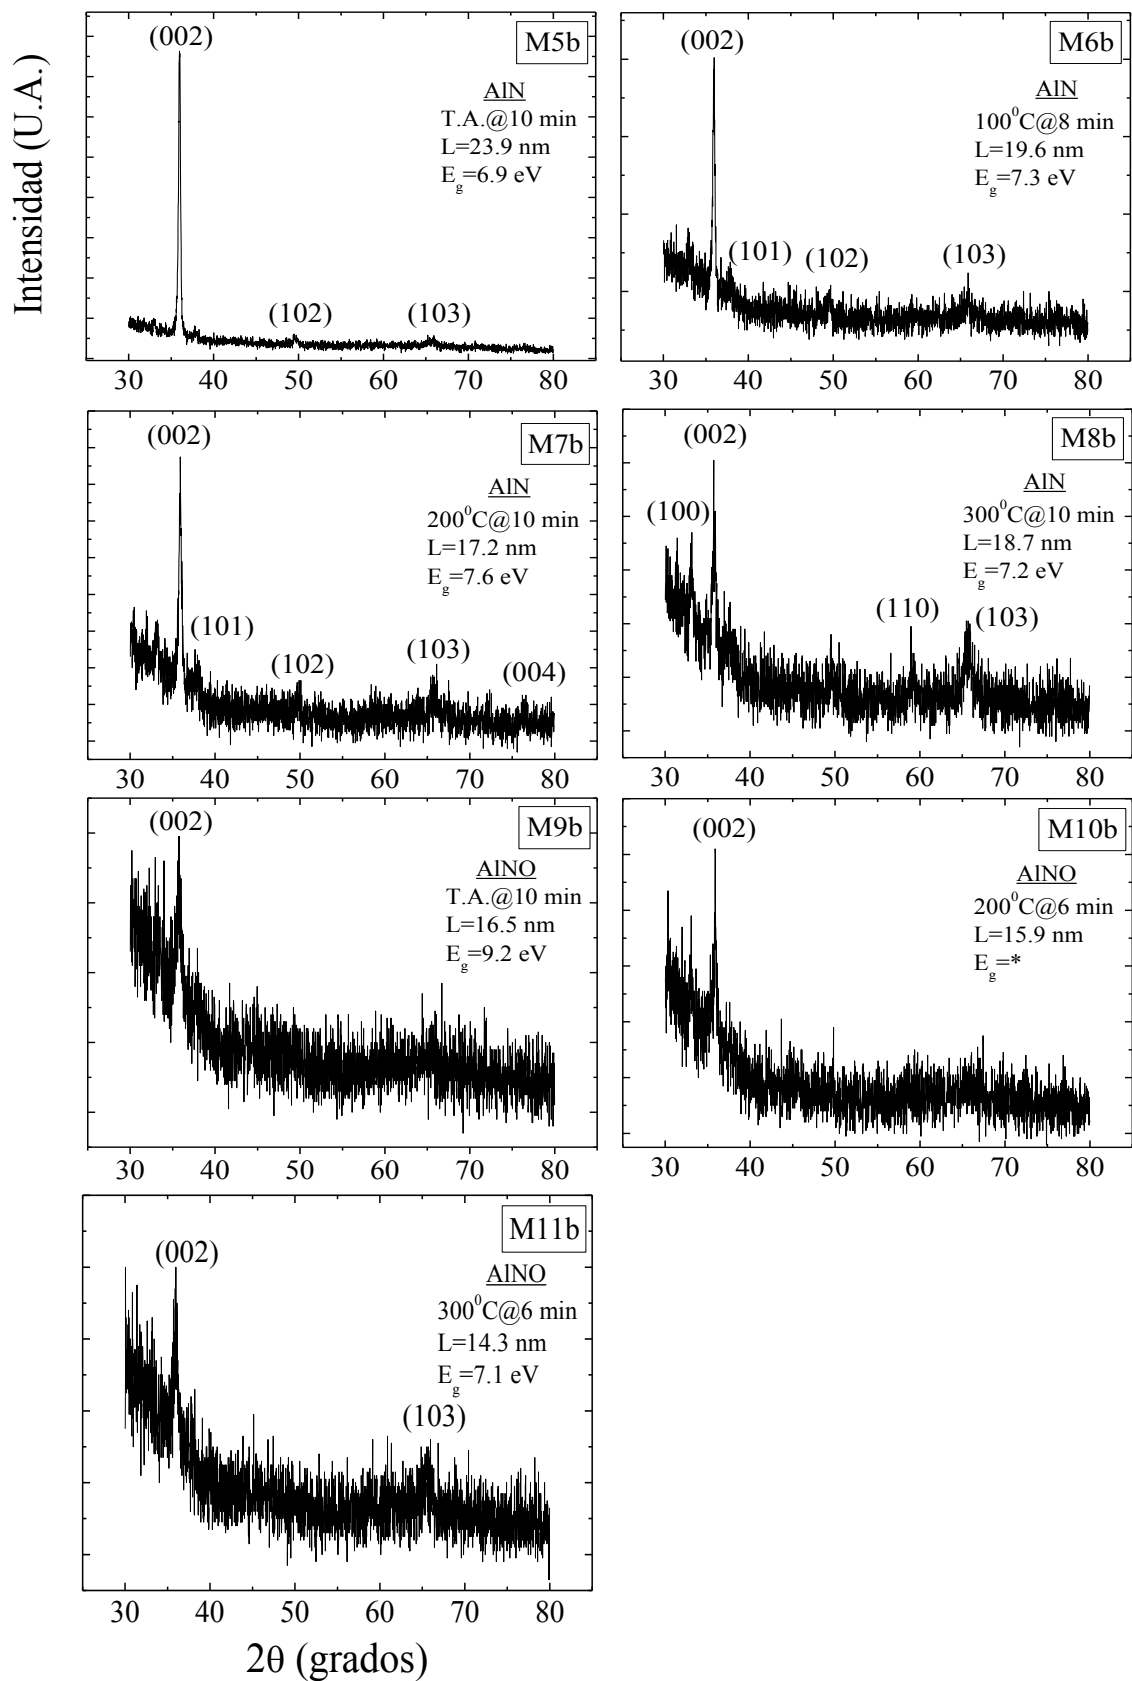 Intensidad (U.A.)
(002)
M5b
AlN
T.A.@10 min
L=23.9 nm
E_g=6.9 eV
(102)
(103)
30 40 50 60 70 80
(002)
M6b
AlN
100⁰C@8 min
L=19.6 nm
E_g=7.3 eV
(101)
(102)
(103)
30 40 50 60 70 80
(002)
M7b
AlN
200⁰C@10 min
L=17.2 nm
E_g=7.6 eV
(101)
(102)
(103)
(004)
30 40 50 60 70 80
(002)
M8b
AlN
(100)
300⁰C@10 min
L=18.7 nm
E_g=7.2 eV
(110)
(103)
30 40 50 60 70 80
(002)
M9b
AlNO
T.A.@10 min
L=16.5 nm
E_g=9.2 eV
30 40 50 60 70 80
(002)
M10b
AlNO
200⁰C@6 min
L=15.9 nm
E_g=*
30 40 50 60 70 80
(002)
M11b
AlNO
300⁰C@6 min
L=14.3 nm
E_g=7.1 eV
(103)
30 40 50 60 70 80
2θ (grados)